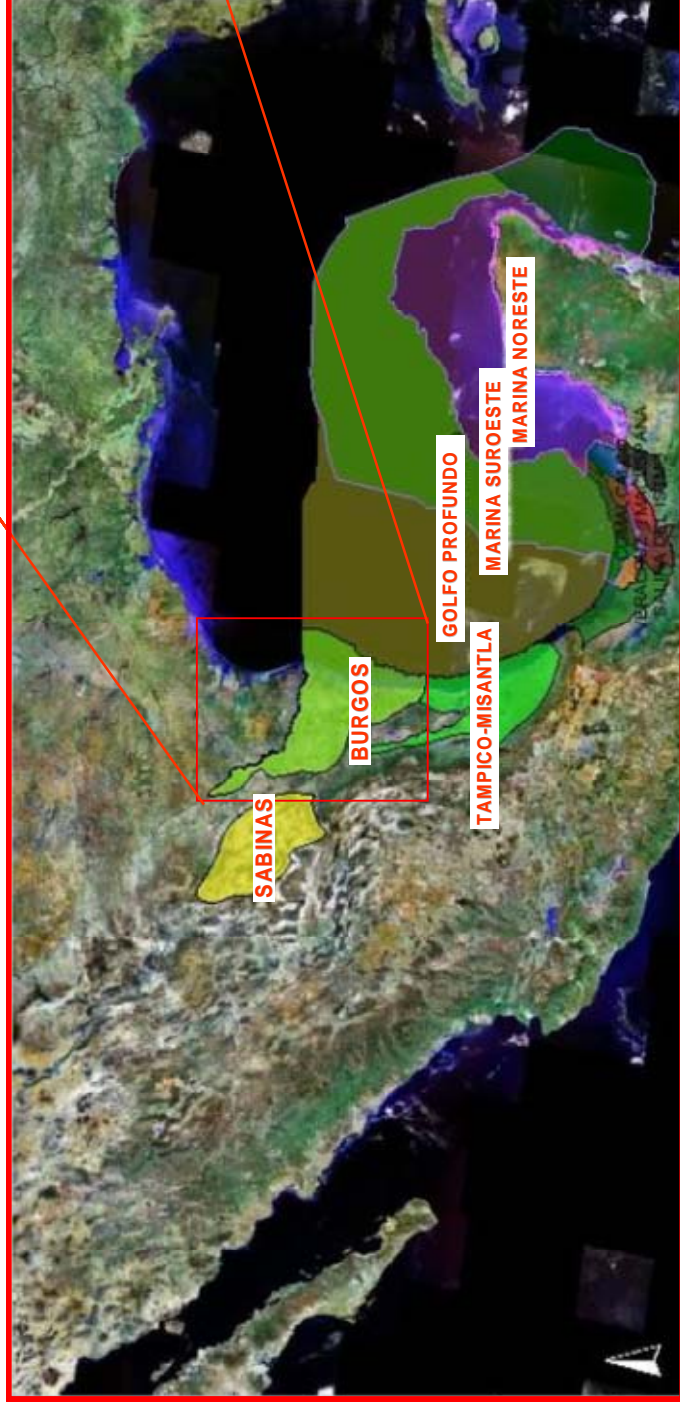 SABINAS
BURGOS
TAMPICO-MISANTLA
GOLFO PROFUNDO
MARINA SUROESTE
MARINA NORESTE